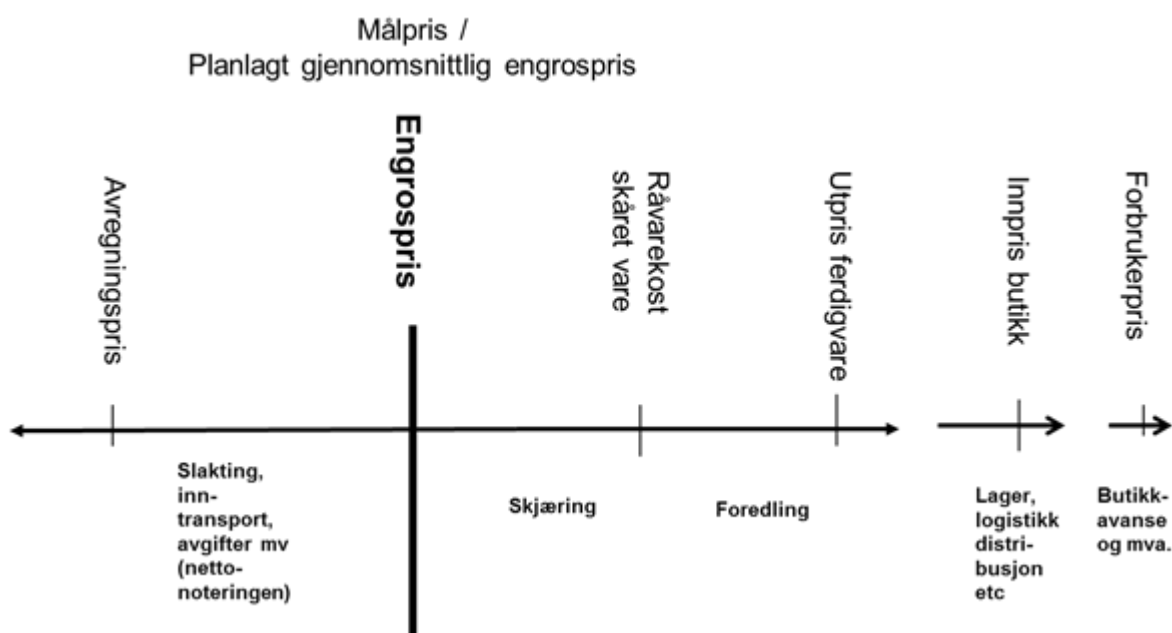 Målpris /
Planlagt gjennomsnittlig engrospris
Avregningspris
Engrospris
Råvarekost
skåret vare
Utpris ferdigvare
Innpris butikk
Forbrukerpris
Slakting,
inn-
transport,
avgifter mv
(netto-
noteringen)
Skjæring
Foredling
Lager,
logistikk
distri-
busjon
etc
Butikk-
avanse
og mva.